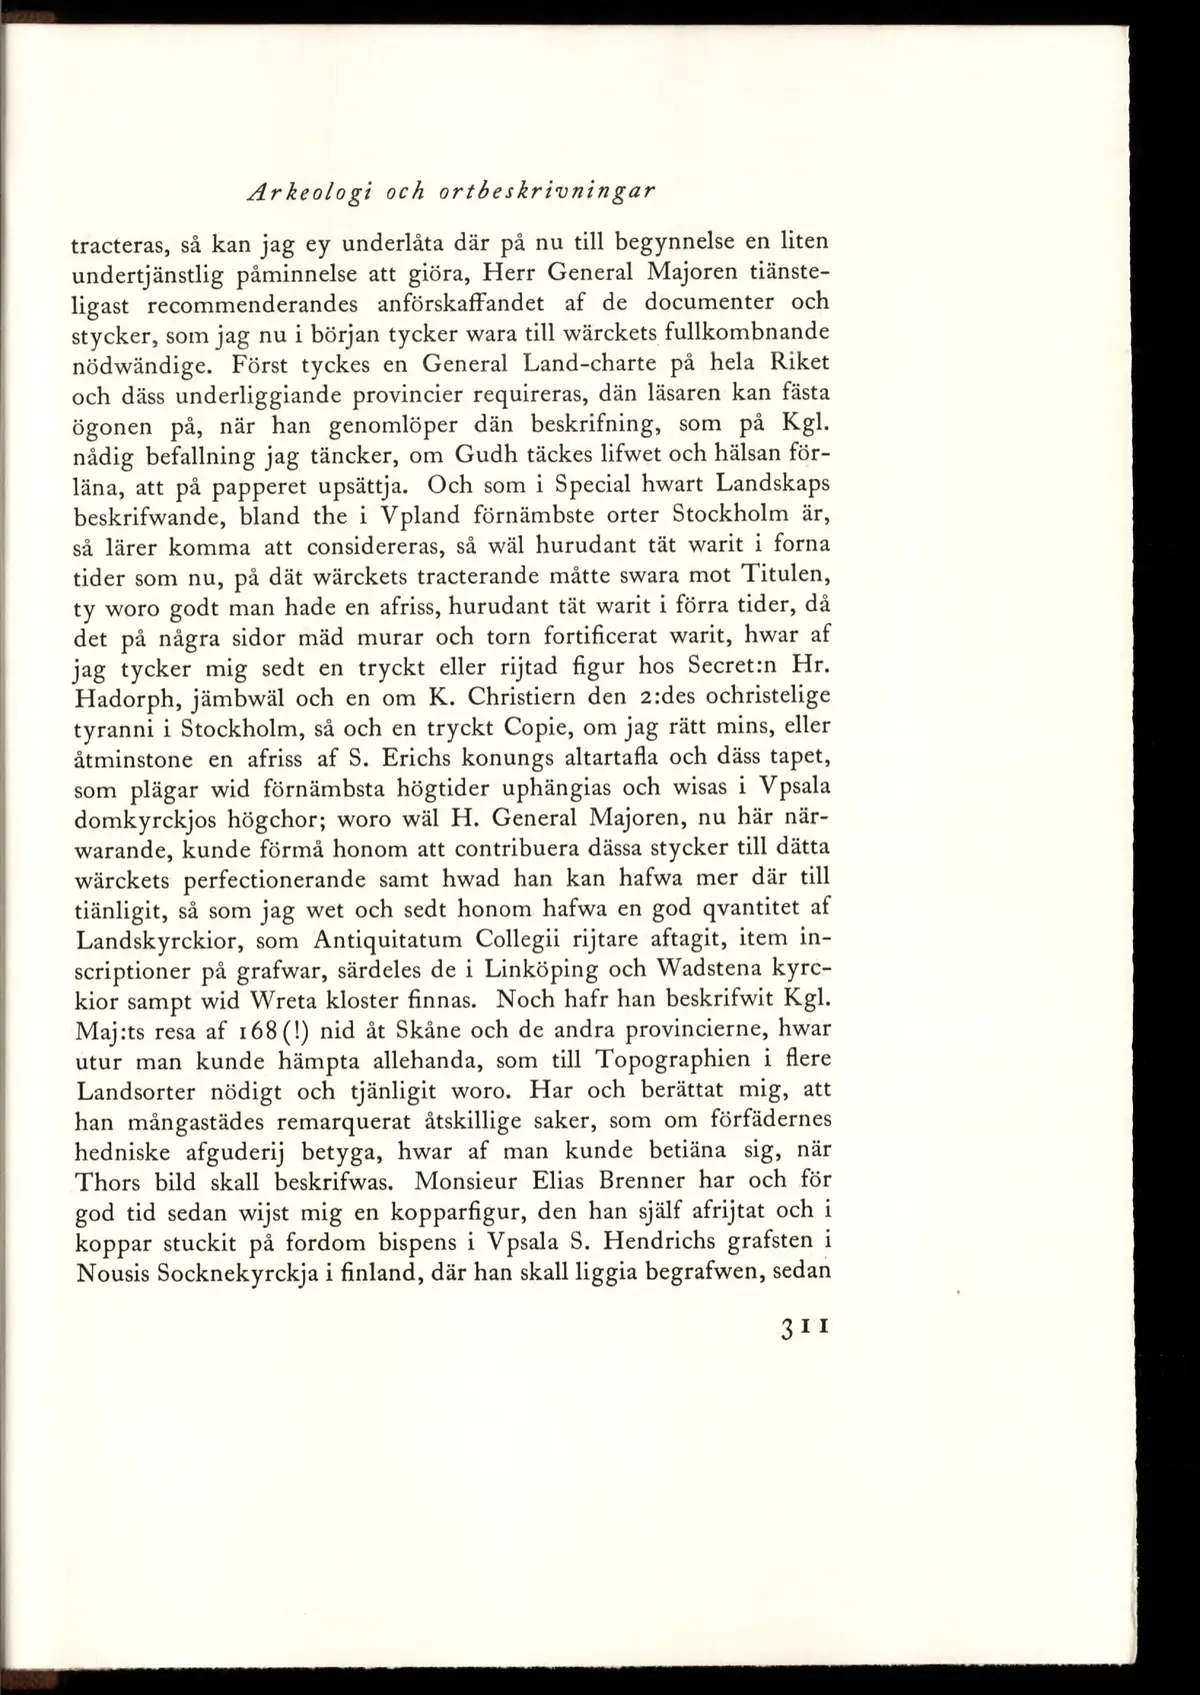 Arkeologi och ortbeskrivningar
tracteras, så kan jag ey underlåta där på nu till begynnelse en liten
undertjänstlig påminnelse att giöra, Herr General Majoren tiänste-
ligast recommenderandes anförskaffandet af de documenter och
stycker, som jag nu i början tycker wara till wärckets fullkombnande
nödwändige. Först tyckes en General Land-charte på hela Riket
och däss underliggiande provincier requireras, dän läsaren kan fästa
ögonen på, när han genomlöper dän beskrifning, som på Kgl.
nådig befallning jag täncker, om Gudh täckes lifwet och hälsan för-
läna, att på papperet upsättja. Och som i Special hwart Landskaps
beskrifwande, bland the i Vpland förnämbste orter Stockholm är,
så lärer komma att considereras, så wäl hurudant tät warit i forna
tider som nu, på dät wärckets tracterande måtte swara mot Titulen,
ty woro godt man hade en afriss, hurudant tät warit i förra tider, då
det på några sidor mäd murar och torn fortificerat warit, hwar af
jag tycker mig sedt en tryckt eller rijtad figur hos Secret:n Hr.
Hadorph, jämbwäl och en om K. Christiern den 2:des ochristelige
tyranni i Stockholm, så och en tryckt Copie, om jag rätt mins, eller
åtminstone en afriss af S. Erichs konungs altartafla och däss tapet,
som plägar wid förnämbsta högtider uphängias och wisas i Vpsala
domkyrckjos högchor; woro wäl H. General Majoren, nu här när-
warande, kunde förmå honom att contribuera dässa stycker till dätta
wärckets perfectionerande samt hwad han kan hafwa mer där till
tiänligit, så som jag wet och sedt honom hafwa en god qvantitet af
Landskyrckior, som Antiquitatum Collegii rijtare aftagit, item in-
scriptioner på grafwar, särdeles de i Linköping och Wadstena kyrc-
kior sampt wid Wreta kloster finnas. Noch hafr han beskrifwit Kgl.
Maj:ts resa af 168(!) nid åt Skåne och de andra provincierne, hwar
utur man kunde hämpta allehanda, som till Topographien i flere
Landsorter nödigt och tjänligit woro. Har och berättat mig, att
han mångastädes remarquerat åtskillige saker, som om förfädernes
hedniske afguderij betyga, hwar af man kunde betiäna sig, när
Thors bild skall beskrifwas. Monsieur Elias Brenner har och för
god tid sedan wijst mig en kopparfigur, den han själf afrijtat och i
koppar stuckit på fordom bispens i Vpsala S. Hendrichs grafsten i
Nousis Socknekyrckja i finland, där han skall liggia begrafwen, sedan
311